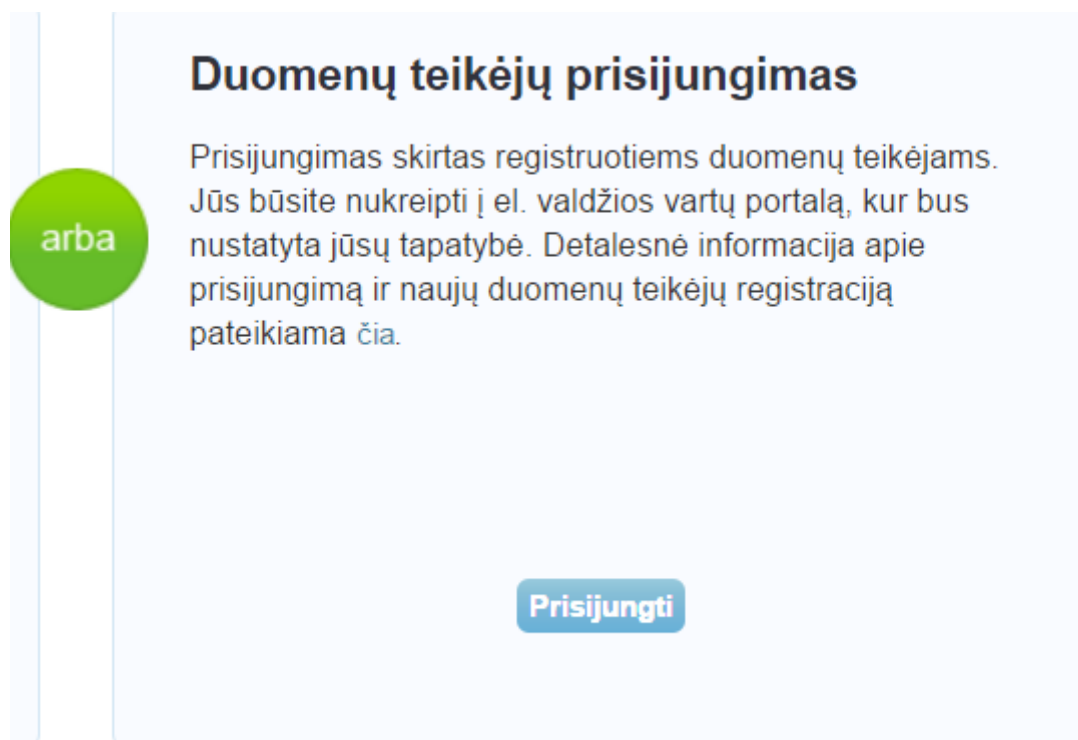 Duomenų teikėjų prisijungimas
Prisijungimas skirtas registruotiems duomenų teikėjams.
Jūs būsite nukreipti į el. valdžios vartų portalą, kur bus
arba
nustatyta jūsų tapatybė. Detalesnė informacija apie
prisijungimą ir naujų duomenų teikėjų registraciją
pateikiama čia.
Prisijungti